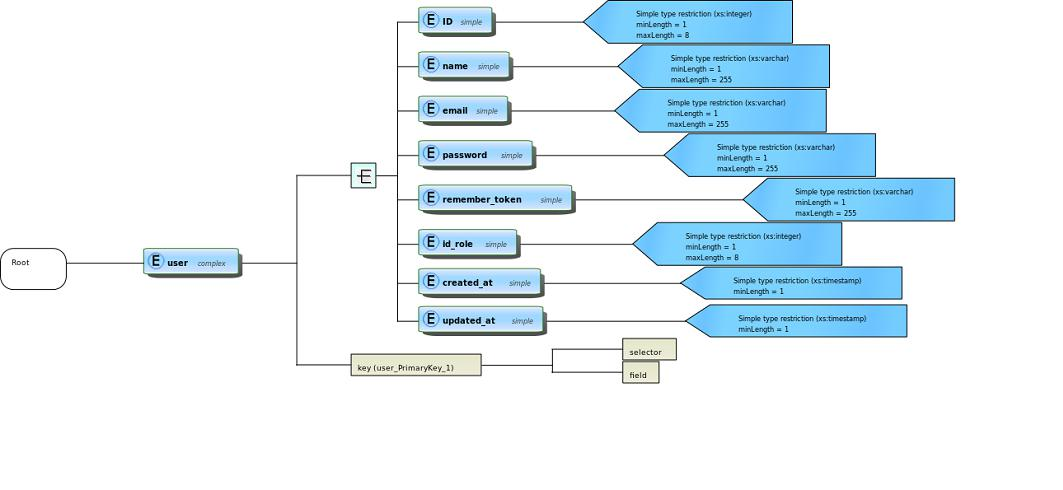 Root
E user complex
E ID simple
Simple type restriction (xs:integer)
minLength = 1
maxLength = 8
E name simple
Simple type restriction (xs:varchar)
minLength = 1
maxLength = 255
E email simple
Simple type restriction (xs:varchar)
minLength = 1
maxLength = 255
E password simple
Simple type restriction (xs:varchar)
minLength = 1
maxLength = 255
E remember_token simple
Simple type restriction (xs:varchar)
minLength = 1
maxLength = 255
E id_role simple
Simple type restriction (xs:integer)
minLength = 1
maxLength = 8
E created_at simple
Simple type restriction (xs:timestamp)
minLength = 1
E updated_at simple
Simple type restriction (xs:timestamp)
minLength = 1
key (user_PrimaryKey_1)
selector
field